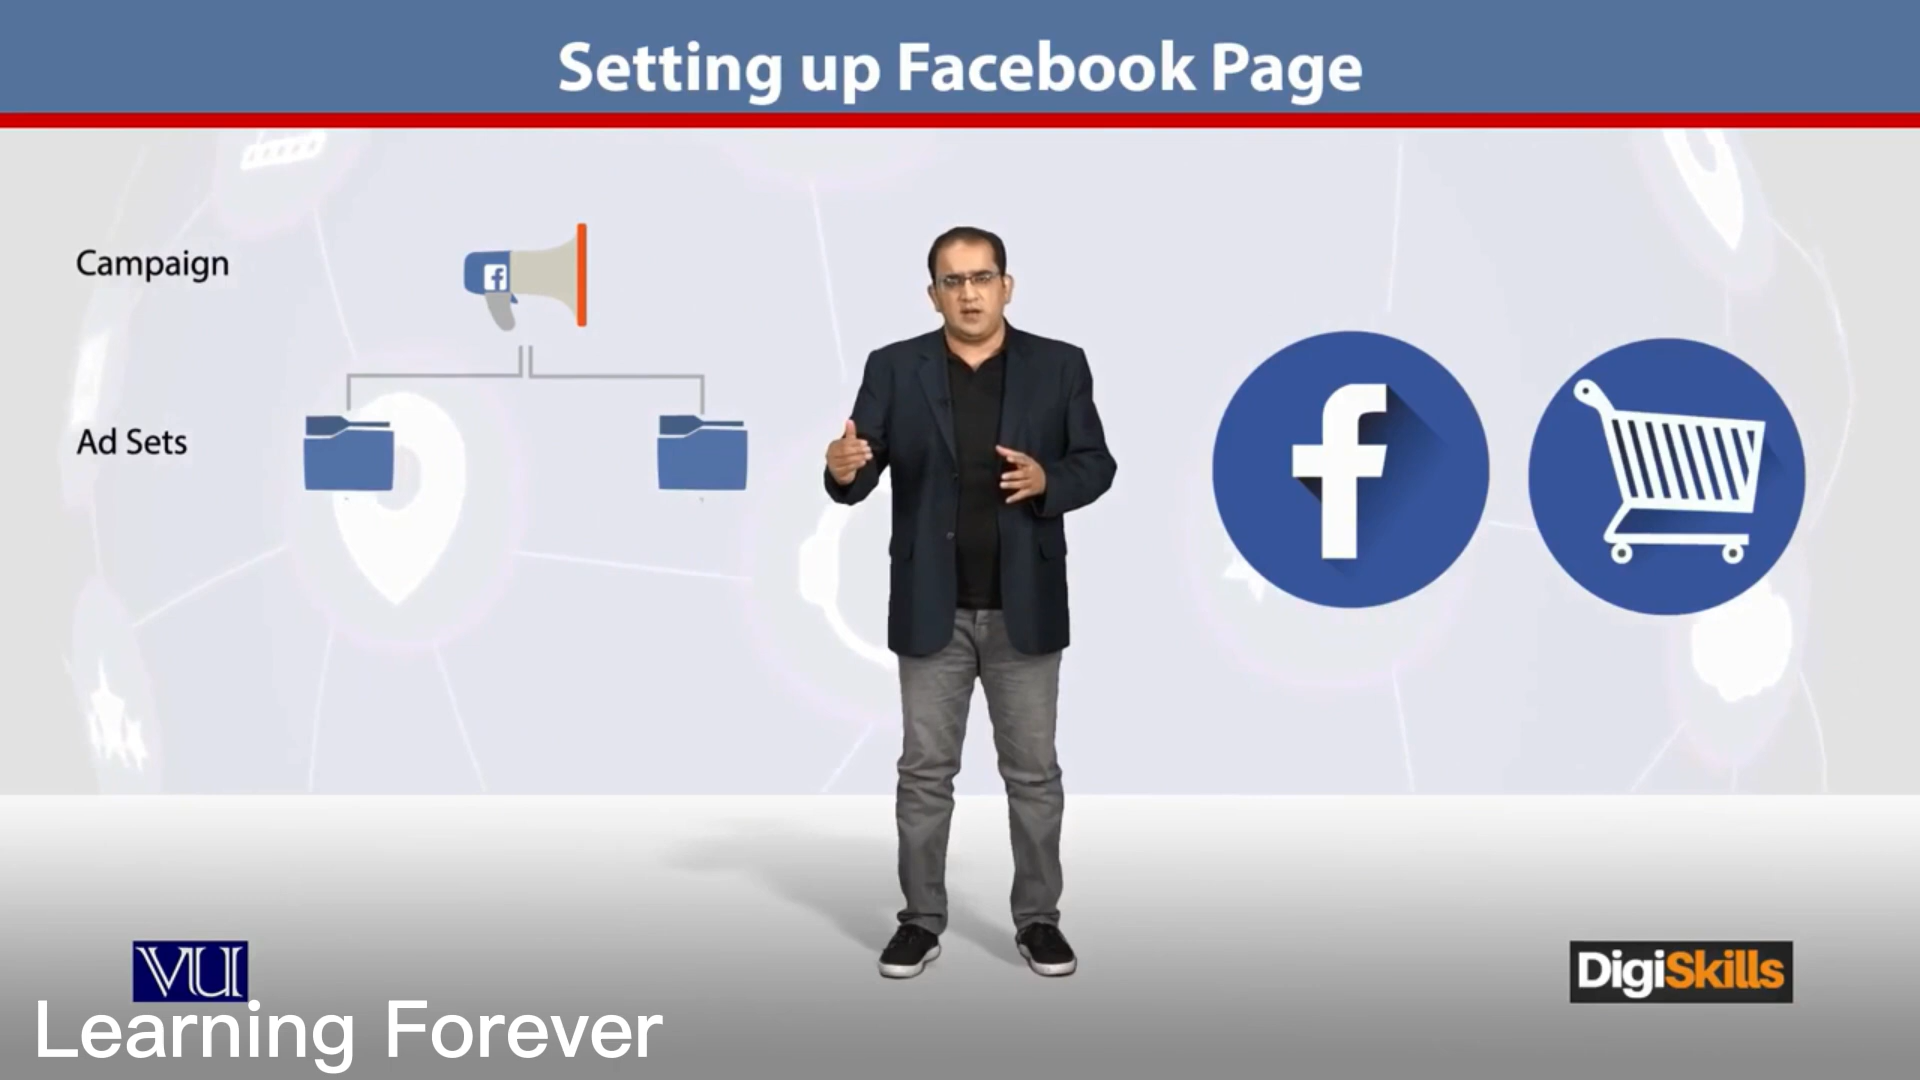 Setting up Facebook Page
Campaign
Ad Sets
VU
DigiSkills
Learning Forever